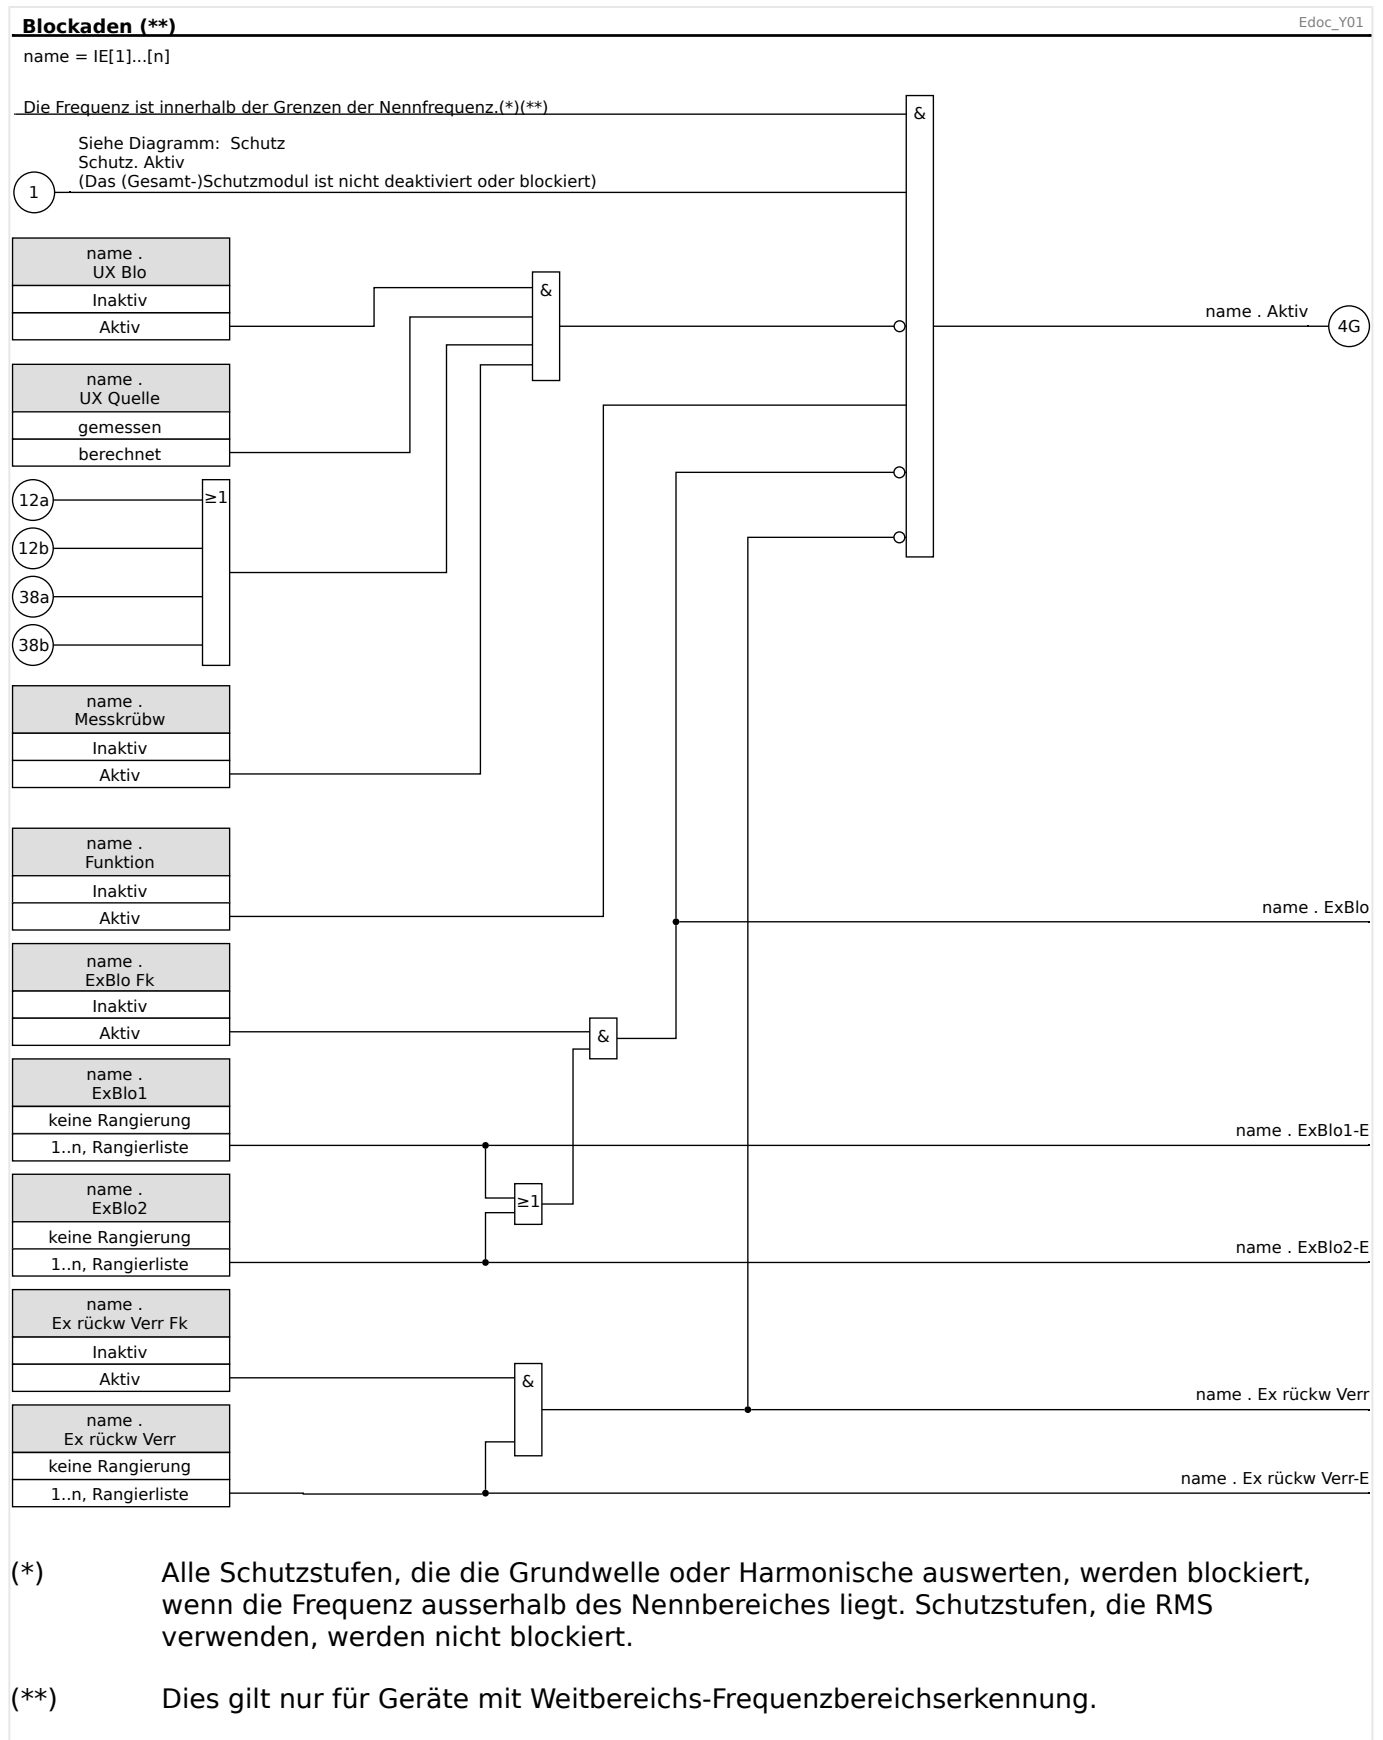 Blockaden (**)
Edoc_Y01
name = IE[1]...[n]
Die Frequenz ist innerhalb der Grenzen der Nennfrequenz.(*)(**)
&
Siehe Diagramm:  Schutz
Schutz. Aktiv
(Das (Gesamt-)Schutzmodul ist nicht deaktiviert oder blockiert)
1
name .
UX Blo
Inaktiv
Aktiv
&
name . Aktiv
4G
name .
UX Quelle
gemessen
berechnet
12a
≥1
12b
38a
38b
name .
Messkrübw
Inaktiv
Aktiv
name .
Funktion
Inaktiv
Aktiv
name . ExBlo
name .
ExBlo Fk
Inaktiv
Aktiv
&
name .
ExBlo1
keine Rangierung
1..n, Rangierliste
name . ExBlo1-E
name .
ExBlo2
keine Rangierung
1..n, Rangierliste
≥1
name . ExBlo2-E
name .
Ex rückw Verr Fk
Inaktiv
Aktiv
&
name . Ex rückw Verr
name .
Ex rückw Verr
keine Rangierung
1..n, Rangierliste
name . Ex rückw Verr-E
(*) Alle Schutzstufen, die die Grundwelle oder Harmonische auswerten, werden blockiert,
wenn die Frequenz ausserhalb des Nennbereiches liegt. Schutzstufen, die RMS
verwenden, werden nicht blockiert.
(**) Dies gilt nur für Geräte mit Weitbereichs-Frequenzbereichserkennung.